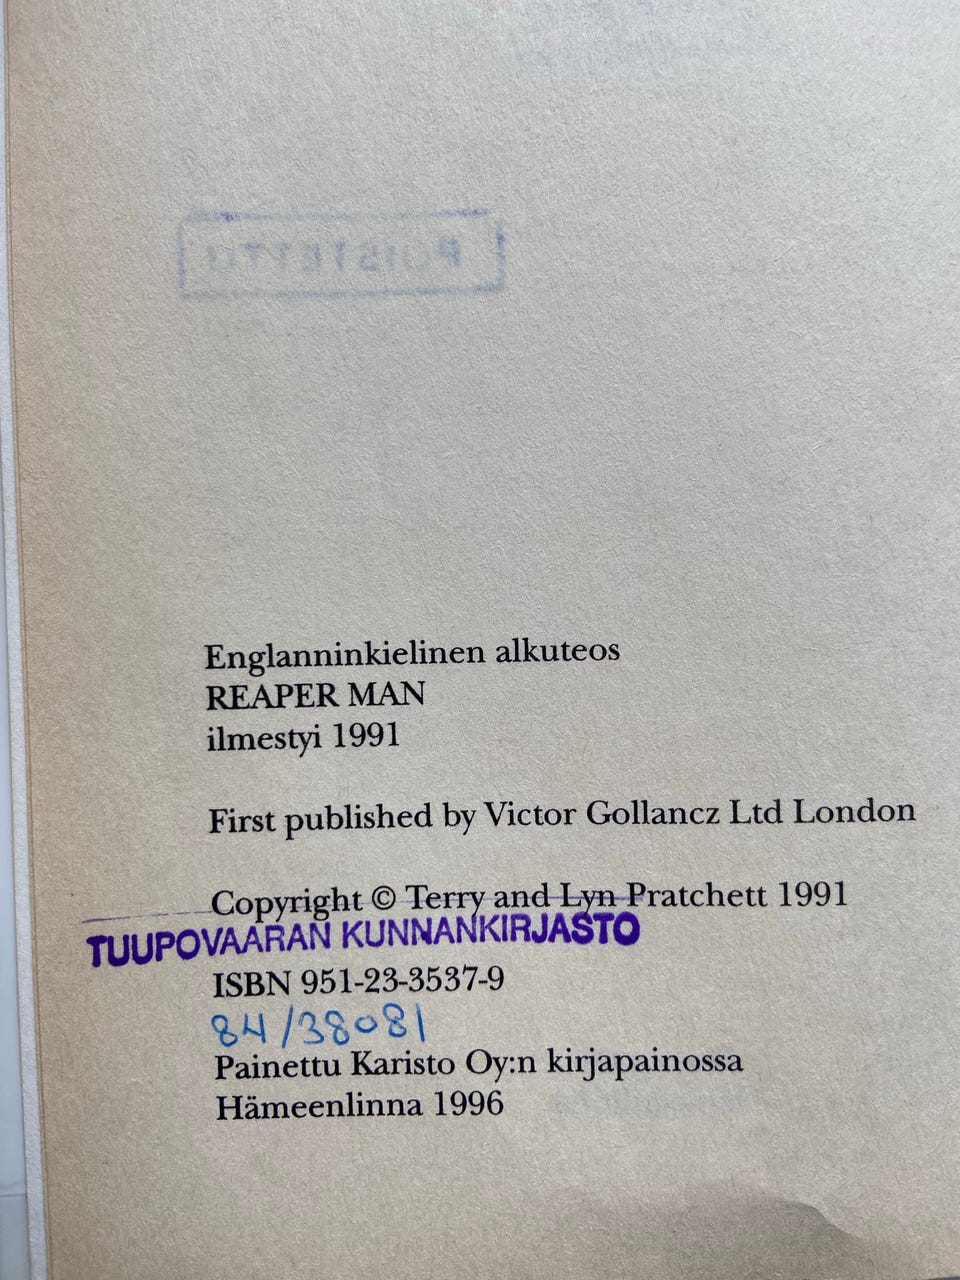 POISTETTU
Englanninkielinen alkuteos
REAPER MAN
ilmestyi 1991
First published by Victor Gollancz Ltd London
Copyright © Terry and Lyn Pratchett 1991
TUUPOVAARAN KUNNANKIRJASTO
ISBN 951-23-3537-9
84/38081
Painettu Karisto Oy:n kirjapainossa
Hämeenlinna 1996